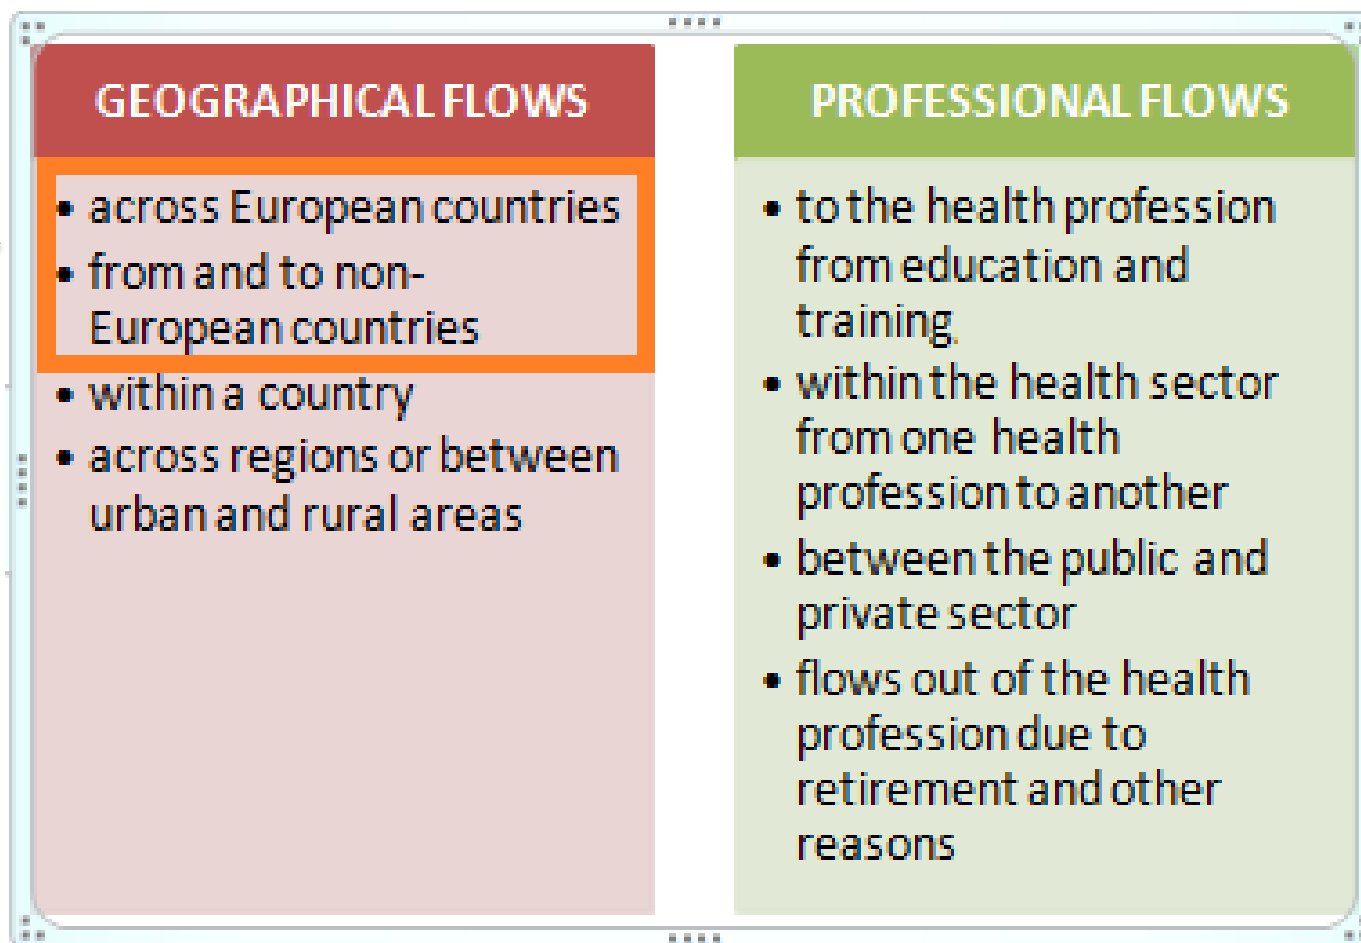 GEOGRAPHICAL FLOWS
• across European countries
• from and to non-
European countries
• within a country
• across regions or between
urban and rural areas
PROFESSIONAL FLOWS
• to the health profession
from education and
training
• within the health sector
from one health
profession to another
• between the public and
private sector
• flows out of the health
profession due to
retirement and other
reasons